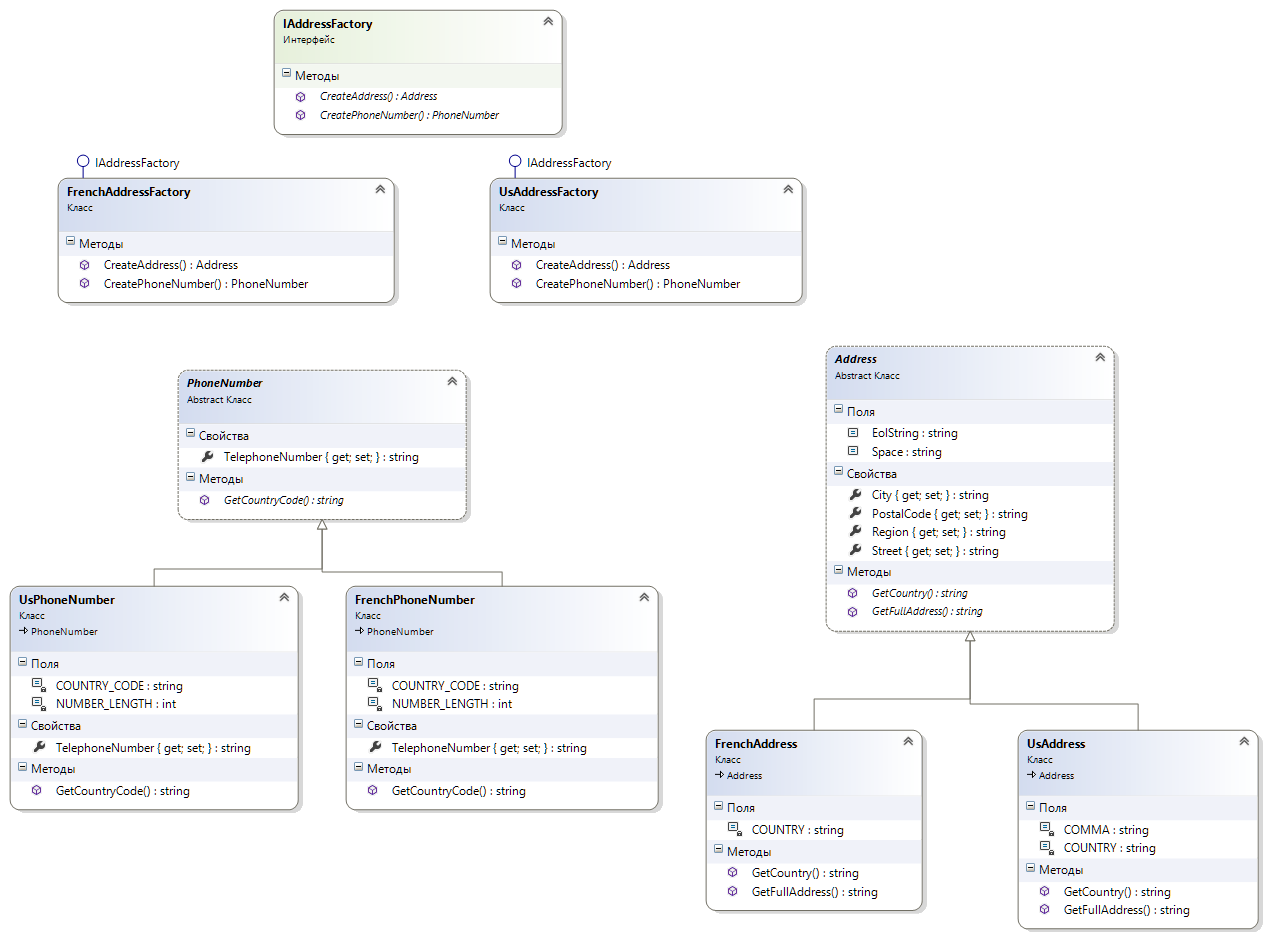 IAddressFactory
Интерфейс
Методы
CreateAddress() : Address
CreatePhoneNumber() : PhoneNumber
IAddressFactory
FrenchAddressFactory
Класс
Методы
CreateAddress() : Address
CreatePhoneNumber() : PhoneNumber
IAddressFactory
UsAddressFactory
Класс
Методы
CreateAddress() : Address
CreatePhoneNumber() : PhoneNumber
PhoneNumber
Abstract Класс
Свойства
TelephoneNumber { get; set; } : string
Методы
GetCountryCode() : string
Address
Abstract Класс
Поля
EolString : string
Space : string
Свойства
City { get; set; } : string
PostalCode { get; set; } : string
Region { get; set; } : string
Street { get; set; } : string
Методы
GetCountry() : string
GetFullAddress() : string
UsPhoneNumber
Класс
PhoneNumber
Поля
COUNTRY_CODE : string
NUMBER_LENGTH : int
Свойства
TelephoneNumber { get; set; } : string
Методы
GetCountryCode() : string
FrenchPhoneNumber
Класс
PhoneNumber
Поля
COUNTRY_CODE : string
NUMBER_LENGTH : int
Свойства
TelephoneNumber { get; set; } : string
Методы
GetCountryCode() : string
FrenchAddress
Класс
Address
Поля
COUNTRY : string
Методы
GetCountry() : string
GetFullAddress() : string
UsAddress
Класс
Address
Поля
COMMA : string
COUNTRY : string
Методы
GetCountry() : string
GetFullAddress() : string